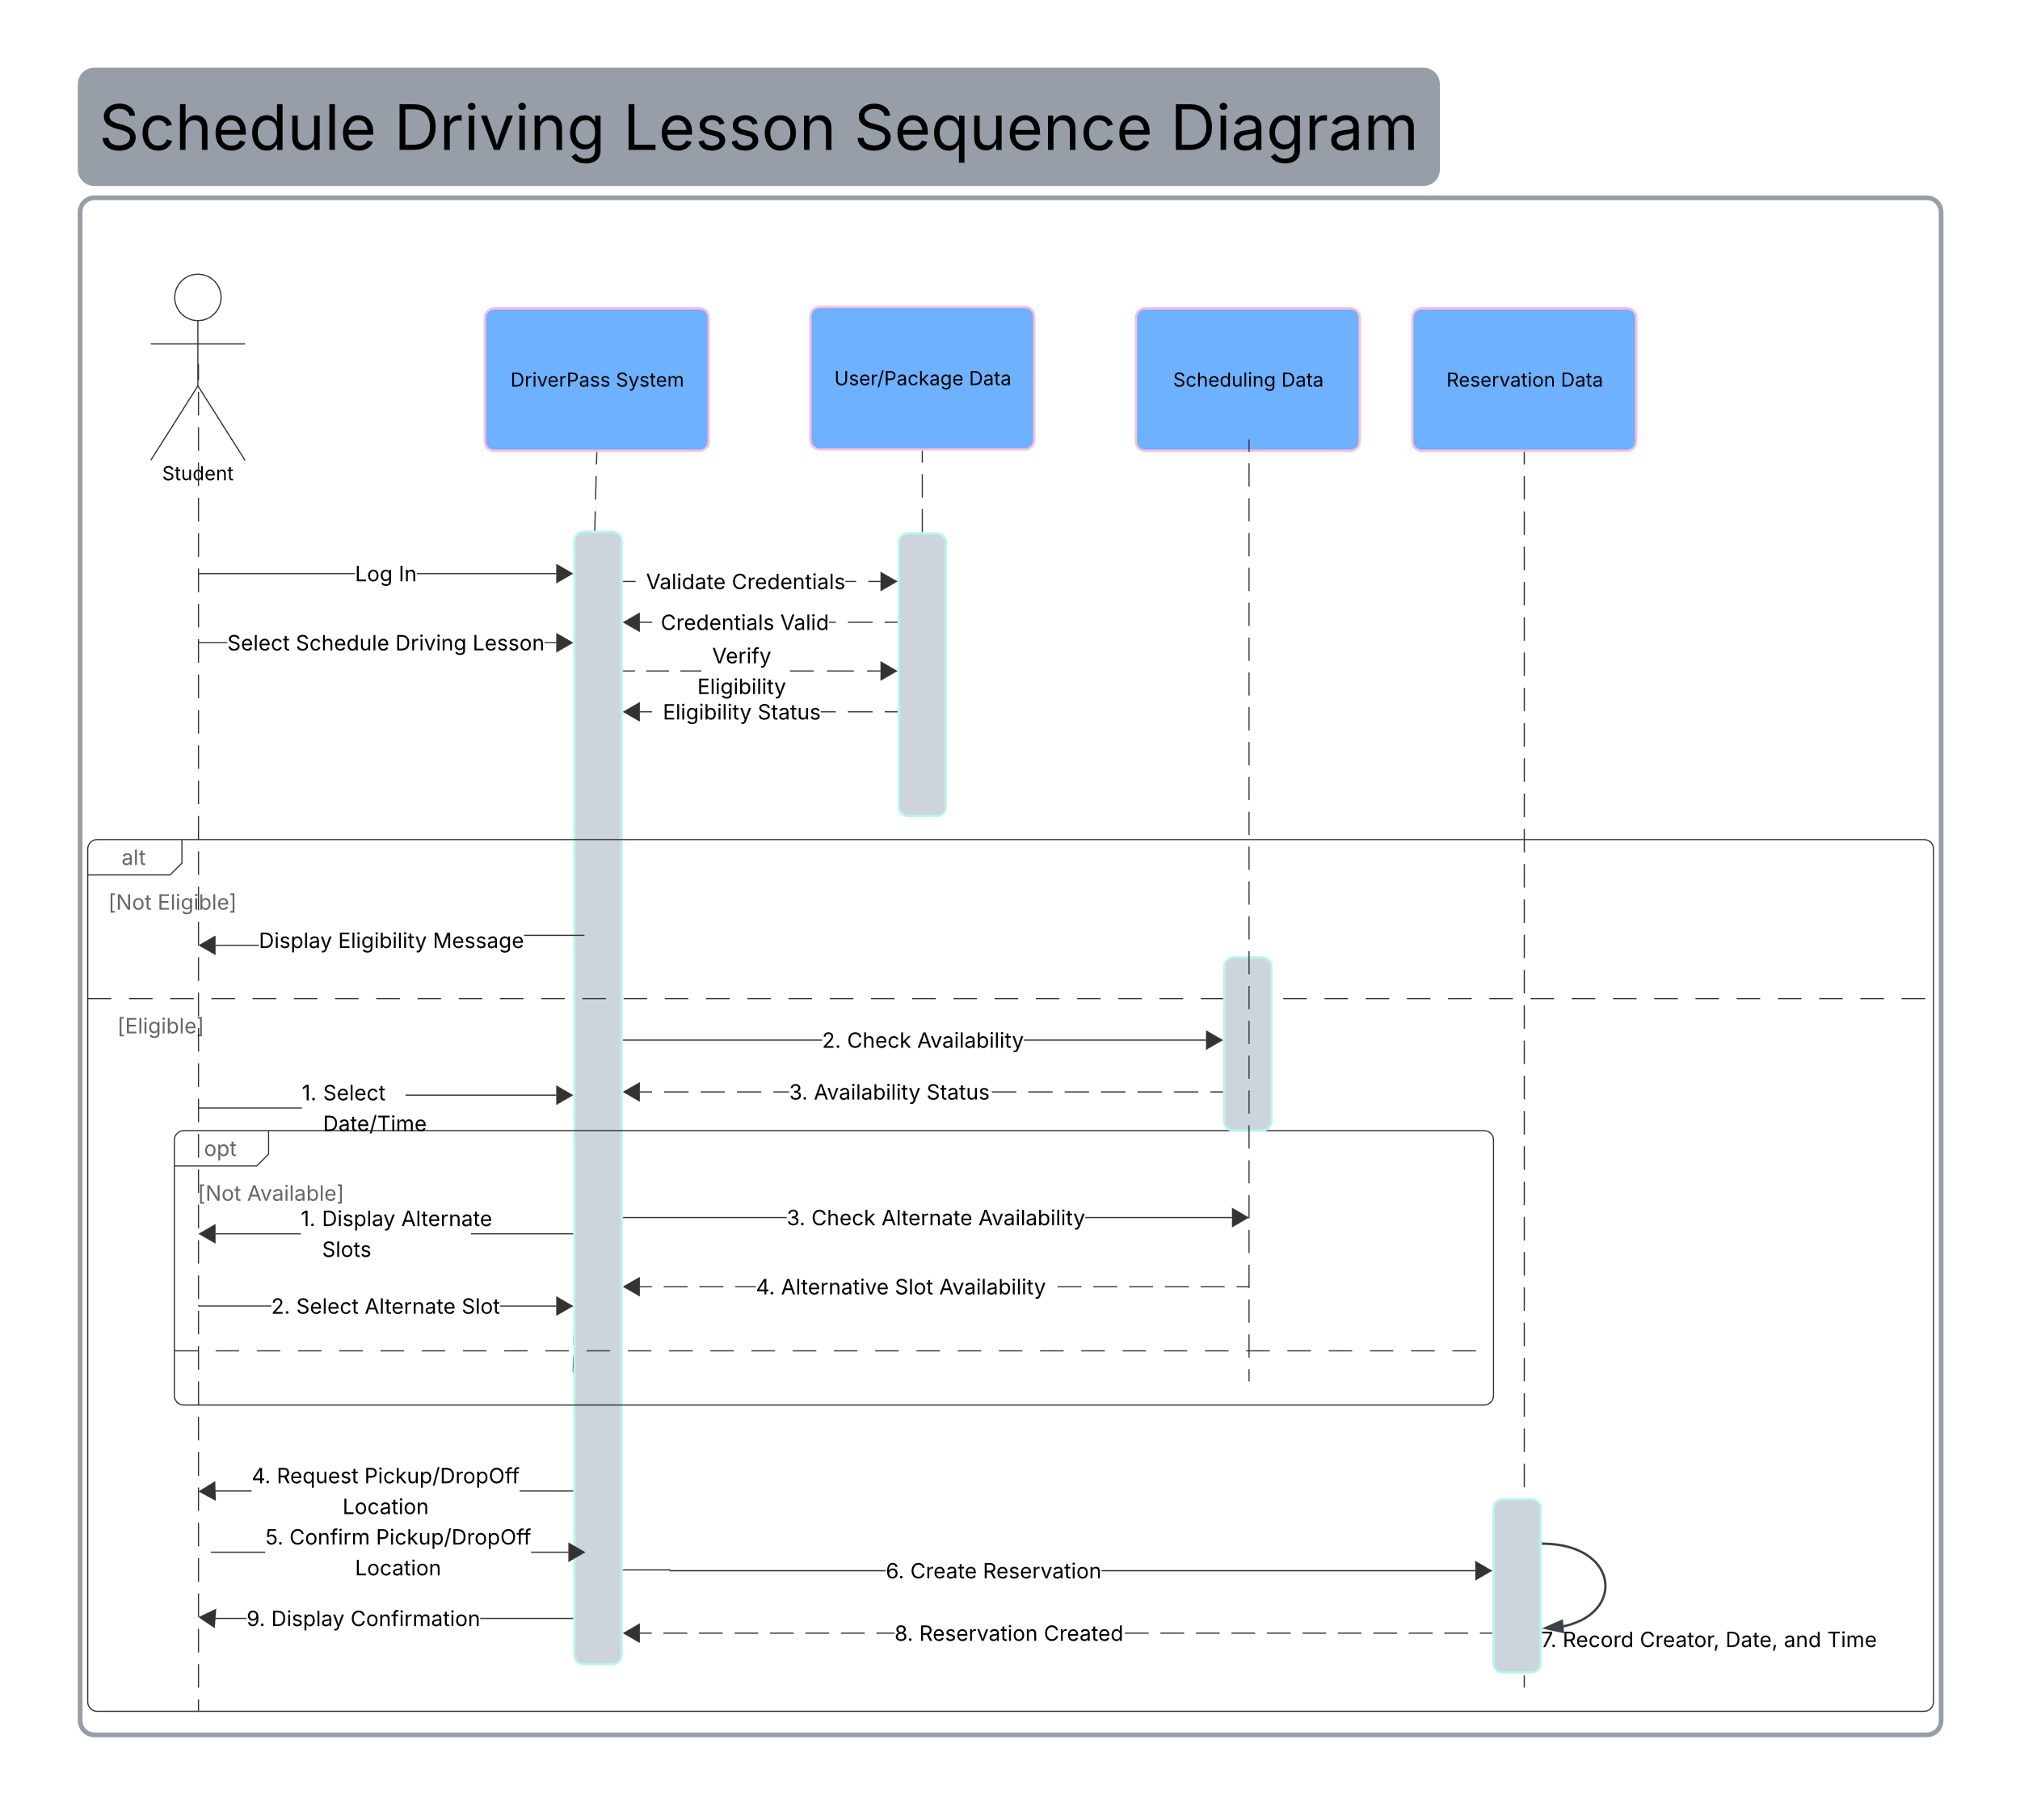 Schedule Driving Lesson Sequence Diagram
Student
DriverPass System
User/Package Data
Scheduling Data
Reservation Data
Log In
Validate Credentials
Credentials Valid
Select Schedule Driving Lesson
Verify
Eligibility
Eligibility Status
alt
[Not Eligible]
Display Eligibility Message
[Eligible]
2. Check Availability
1. Select
Date/Time
3. Availability Status
opt
[Not Available]
1. Display Alternate
Slots
3. Check Alternate Availability
4. Alternative Slot Availability
2. Select Alternate Slot
4. Request Pickup/DropOff
Location
5. Confirm Pickup/DropOff
Location
6. Create Reservation
9. Display Confirmation
8. Reservation Created
7. Record Creator, Date, and Time